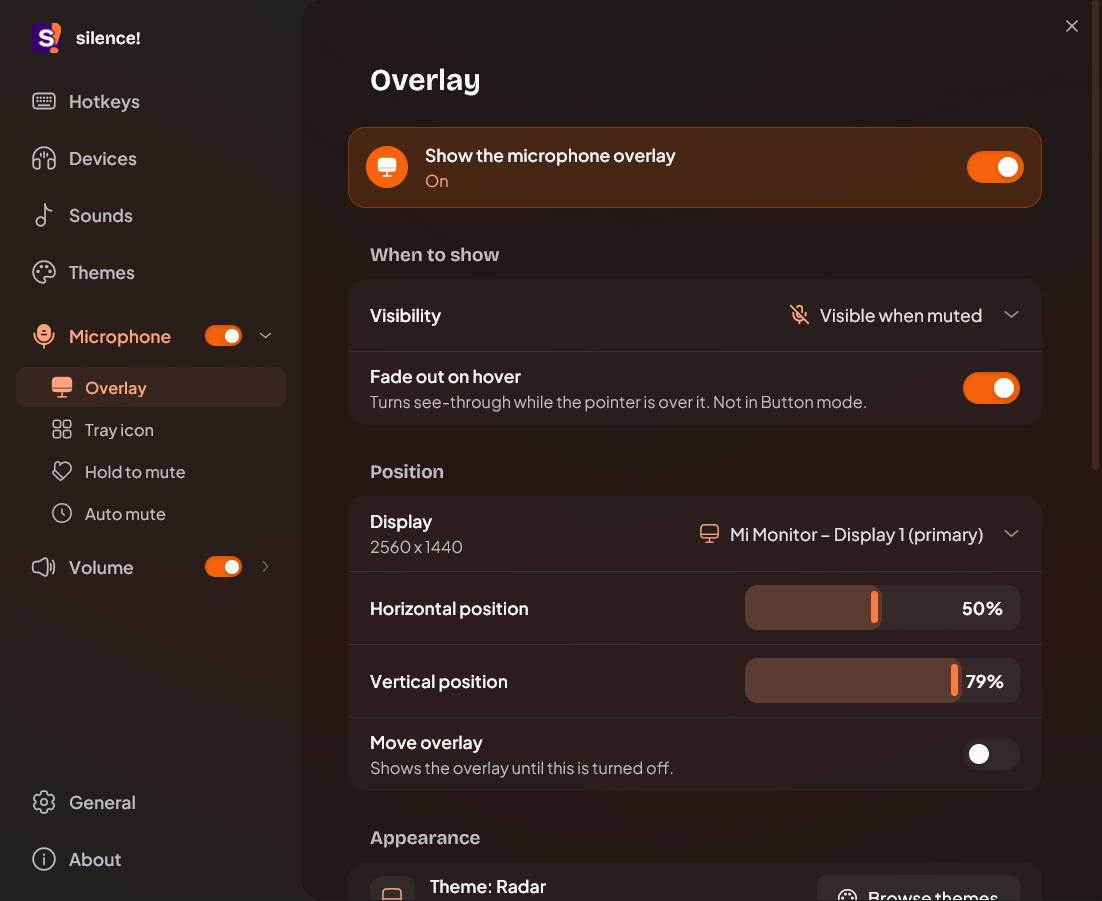 silence!
Hotkeys
Devices
Sounds
Themes
Microphone
Overlay
Tray icon
Hold to mute
Auto mute
Volume
General
About
Overlay
Show the microphone overlay
On
When to show
Visibility
Visible when muted
Fade out on hover
Turns see-through while the pointer is over it. Not in Button mode.
Position
Display
2560 x 1440
Mi Monitor – Display 1 (primary)
Horizontal position
50%
Vertical position
79%
Move overlay
Shows the overlay until this is turned off.
Appearance
Theme: Radar
Browse themes